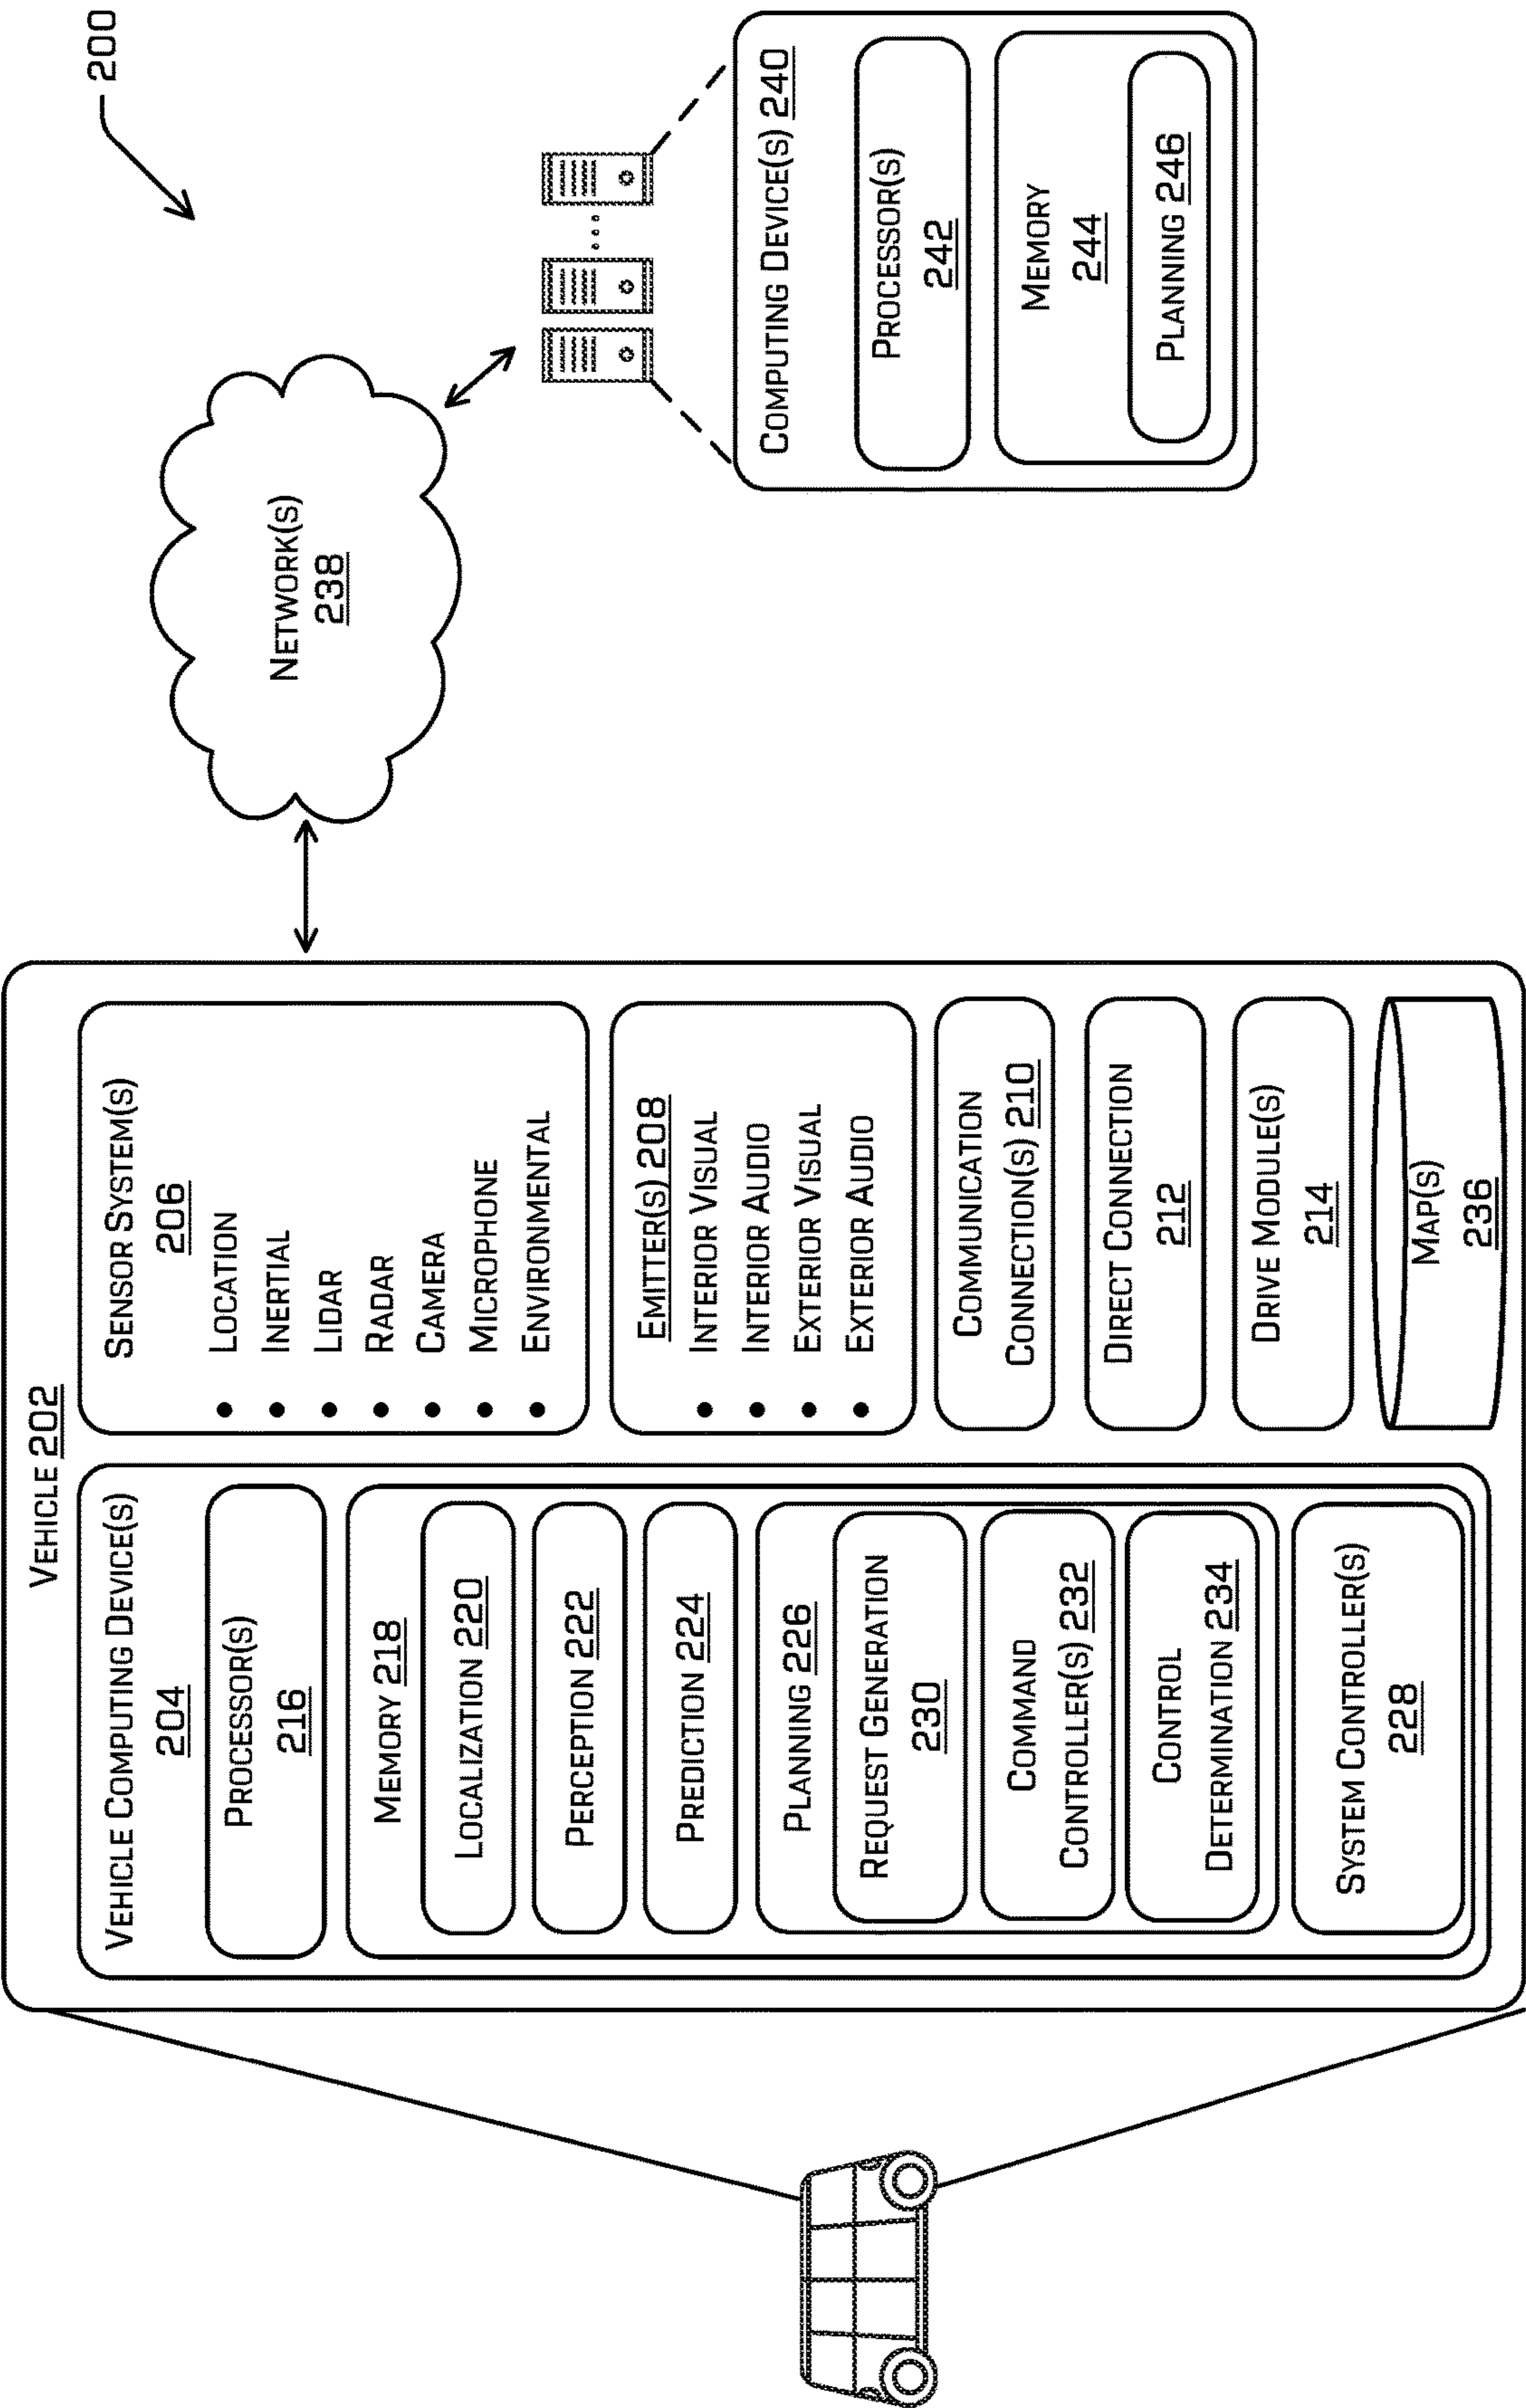 200
VEHICLE 202
VEHICLE COMPUTING DEVICE(S)
204
PROCESSOR(S)
216
MEMORY 218
LOCALIZATION 220
PERCEPTION 222
PREDICTION 224
PLANNING 226
REQUEST GENERATION
230
COMMAND
CONTROLLER(S) 232
CONTROL
DETERMINATION 234
SYSTEM CONTROLLER(S)
228
SENSOR SYSTEM(S)
206
• LOCATION
• INERTIAL
• LIDAR
• RADAR
• CAMERA
• MICROPHONE
• ENVIRONMENTAL
EMITTER(S) 208
• INTERIOR VISUAL
• INTERIOR AUDIO
• EXTERIOR VISUAL
• EXTERIOR AUDIO
COMMUNICATION
CONNECTION(S) 210
DIRECT CONNECTION
212
DRIVE MODULE(S)
214
MAP(S)
236
NETWORK(S)
238
COMPUTING DEVICE(S) 240
PROCESSOR(S)
242
MEMORY
244
PLANNING 246